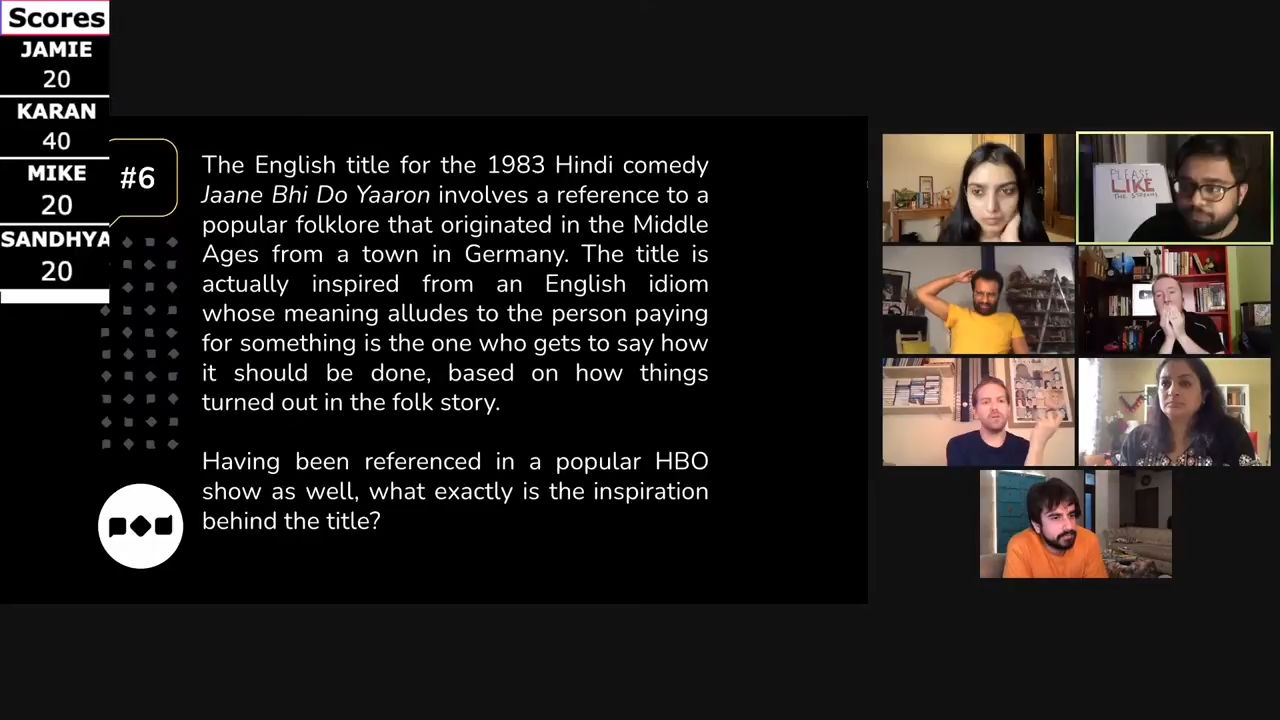 Scores
JAMIE
20
KARAN
40
MIKE
20
SANDHYA
20
#6
The English title for the 1983 Hindi comedy
Jaane Bhi Do Yaaron involves a reference to a
popular folklore that originated in the Middle
Ages from a town in Germany. The title is
actually inspired from an English idiom
whose meaning alludes to the person paying
for something is the one who gets to say how
it should be done, based on how things
turned out in the folk story.
Having been referenced in a popular HBO
show as well, what exactly is the inspiration
behind the title?
PLEASE
LIKE
THE STREAM